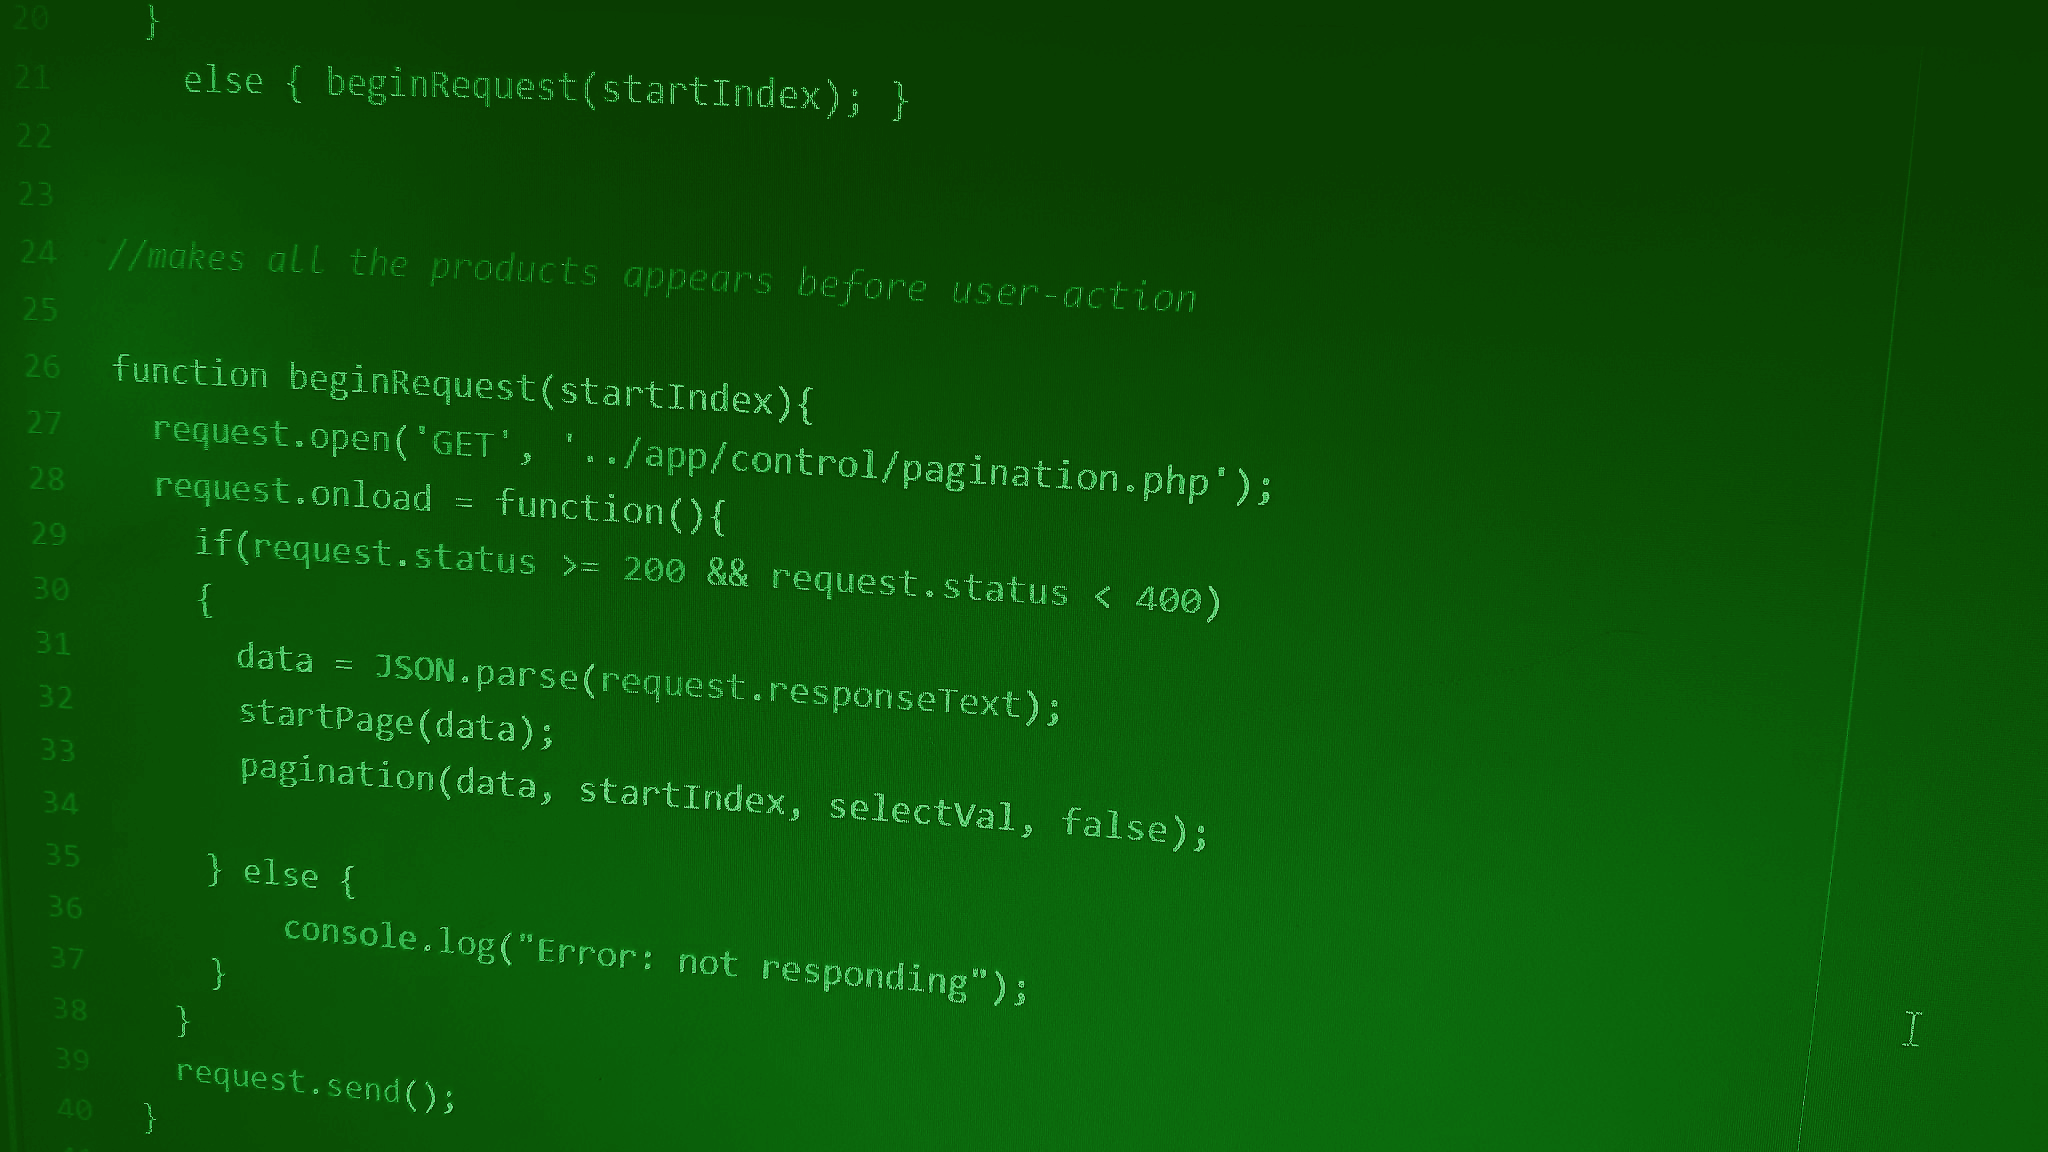 20 }
21 else { beginRequest(startIndex); }
22
23
24 //makes all the products appears before user-action
25
26 function beginRequest(startIndex){
27 request.open('GET', '../app/control/pagination.php');
28 request.onload = function(){
29 if(request.status >= 200 && request.status < 400)
30 {
31 data = JSON.parse(request.responseText);
32 startPage(data);
33 pagination(data, startIndex, selectVal, false);
34
35 } else {
36 console.log("Error: not responding");
37 }
38 }
39 request.send();
40 }